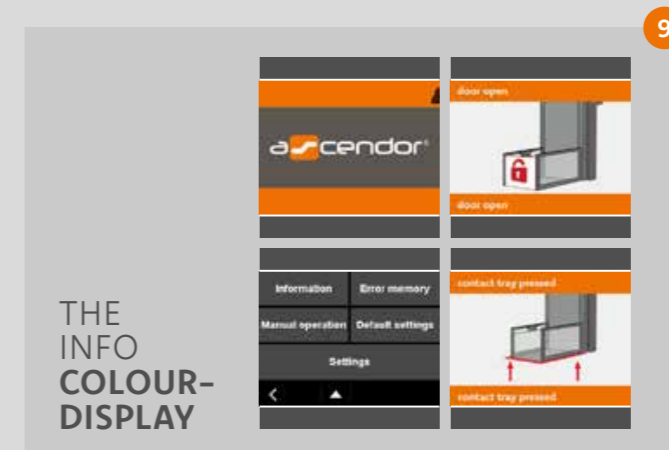 9
ascendor®
door open
door open
Information Error memory
Manual operation Default settings
Settings
contact tray pressed
contact tray pressed
THE
INFO
COLOUR-
DISPLAY